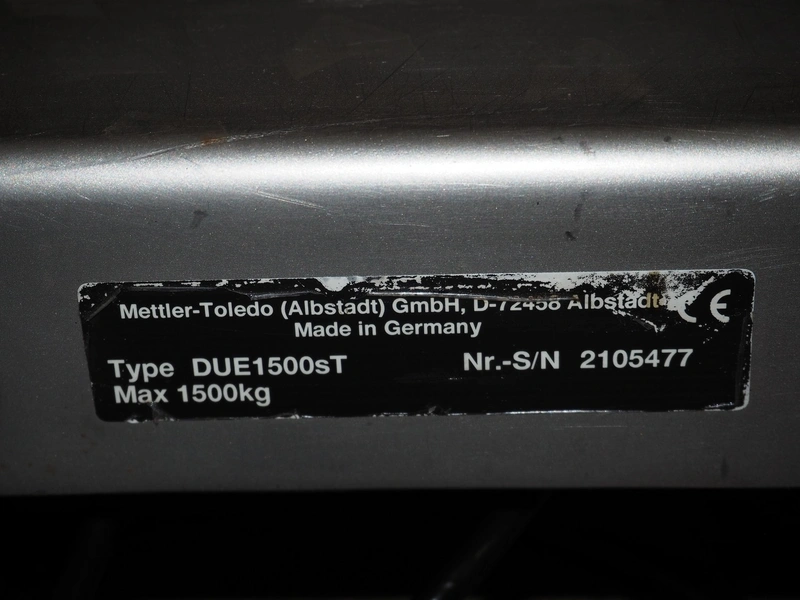 Mettler-Toledo (Albstadt) GmbH, D-72458 Albstadt CE
Made in Germany
Type DUE1500sT Nr.-S/N 2105477
Max 1500kg